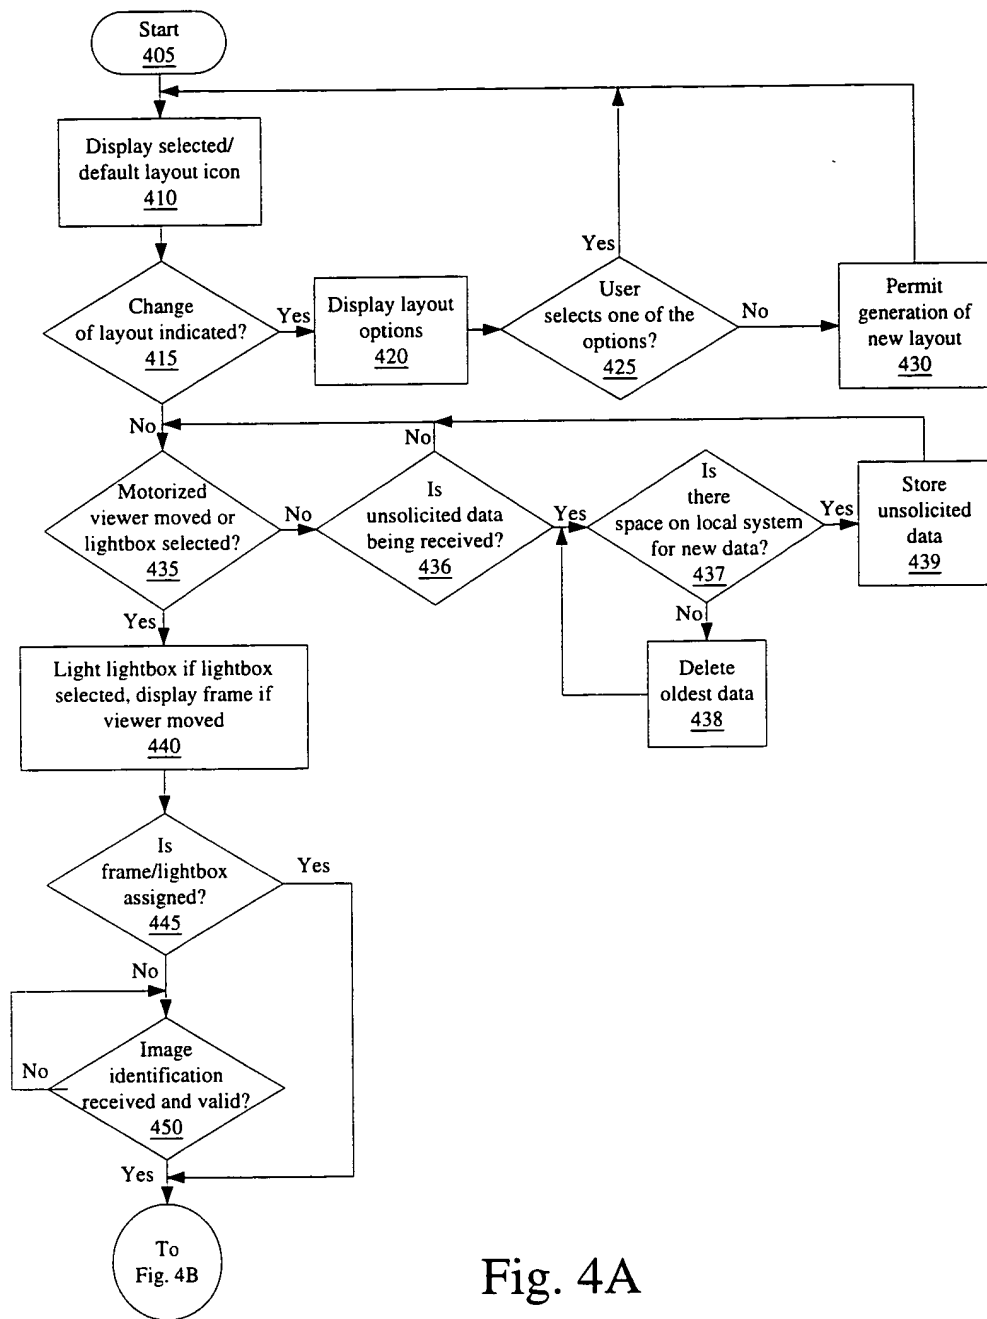 Start
405
Display selected/
default layout icon
410
Change
of layout indicated?
415
Yes
Display layout
options
420
User
selects one of the
options?
425
Yes
No
Permit
generation of
new layout
430
No
Motorized
viewer moved or
lightbox selected?
435
No
Is
unsolicited data
being received?
436
No
Yes
Is
there
space on local system
for new data?
437
Yes
Store
unsolicited
data
439
No
Delete
oldest data
438
Yes
Light lightbox if lightbox
selected, display frame if
viewer moved
440
Is
frame/lightbox
assigned?
445
Yes
No
Image
identification
received and valid?
450
No
Yes
To
Fig. 4B
Fig. 4A